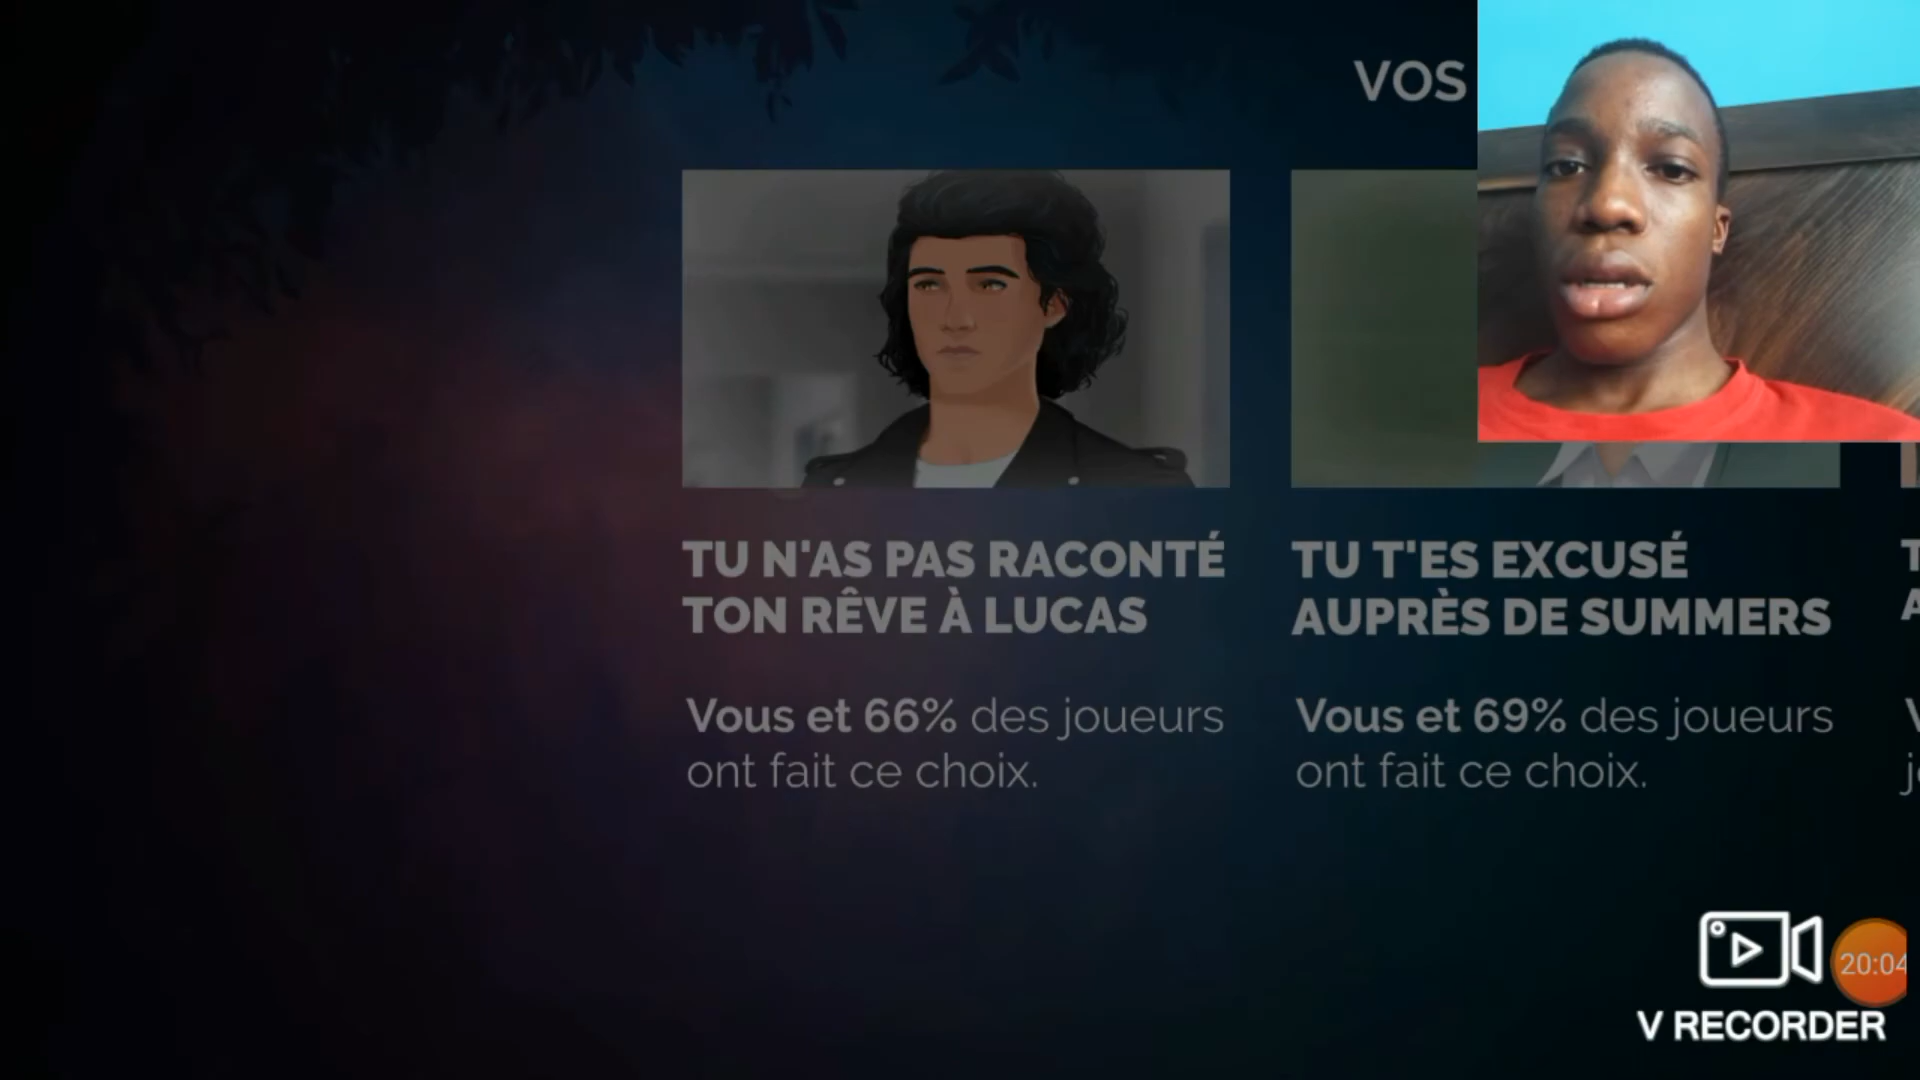 VOS
TU N'AS PAS RACONTÉ
TON RÊVE À LUCAS
Vous et 66% des joueurs
ont fait ce choix.
TU T'ES EXCUSÉ
AUPRÈS DE SUMMERS
Vous et 69% des joueurs
ont fait ce choix.
20:04
V RECORDER